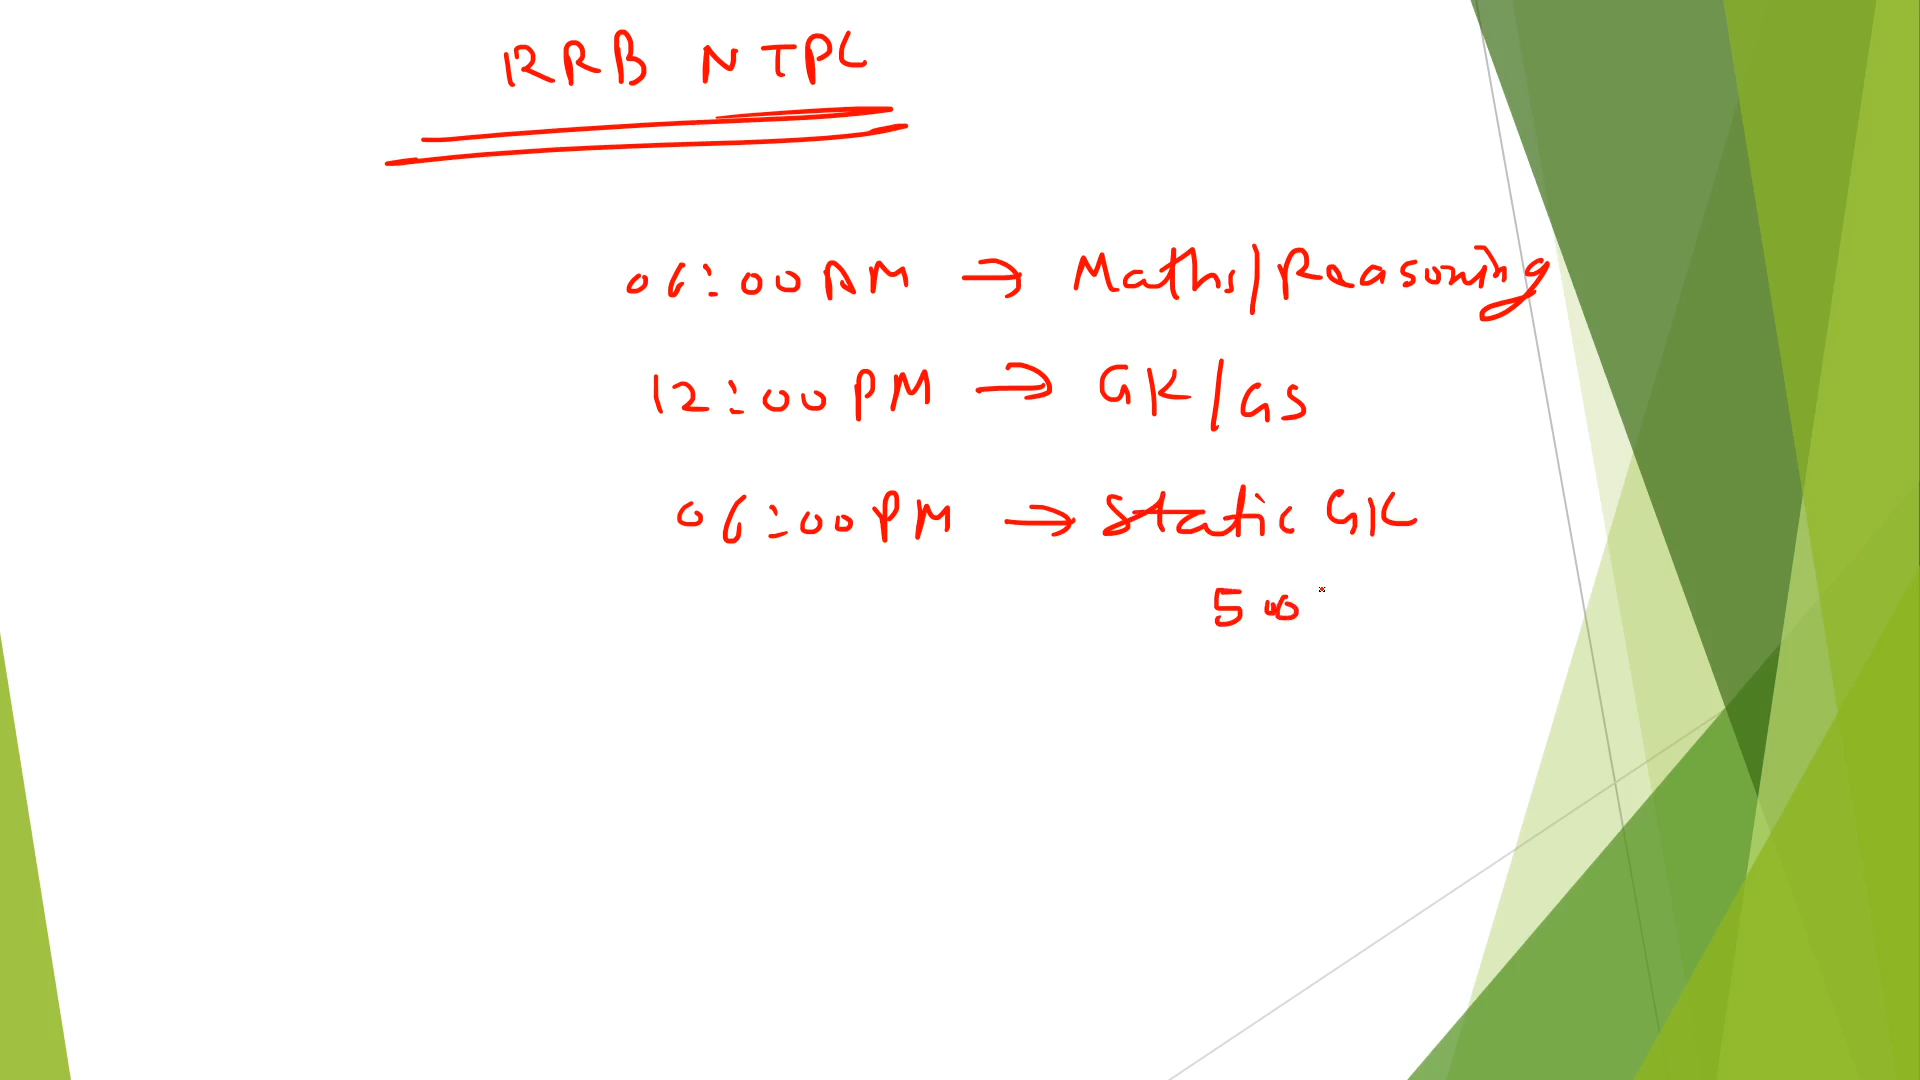 RRB NTPC
06:00 AM → Maths/Reasoning
12:00 PM → GK/GS
06:00 PM → Static GK
500